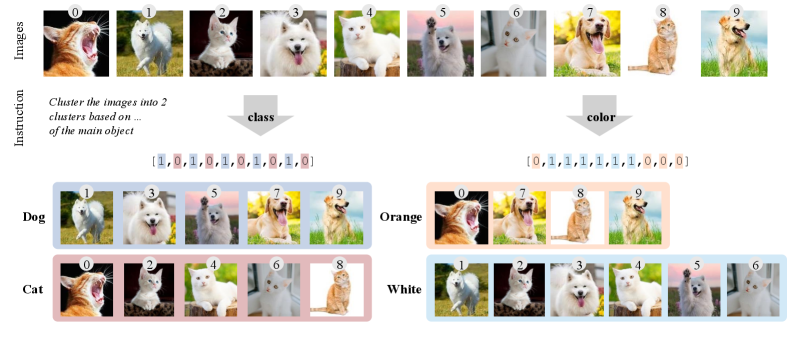 Images
0 1 2 3 4 5 6 7 8 9
Instruction
Cluster the images into 2
clusters based on ...
of the main object
class
color
[1,0,1,0,1,0,1,0,1,0]
[0,1,1,1,1,1,1,0,0,0]
Dog
1 3 5 7 9
Orange
0 7 8 9
Cat
0 2 4 6 8
White
1 2 3 4 5 6